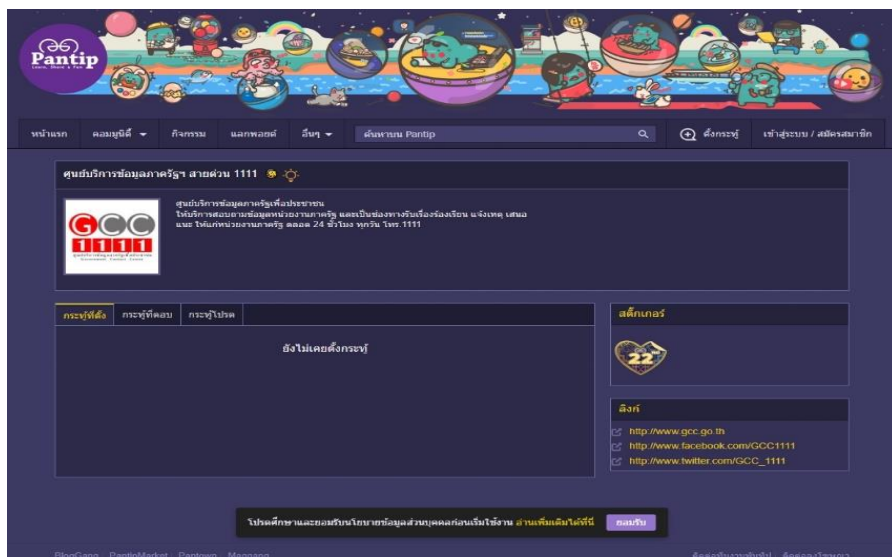 Pantip
Learn, Share & Fun
หน้าแรก
คอมมูนิตี้
กิจกรรม
แลกพอยต์
อื่นๆ
ค้นหาบน Pantip
ตั้งกระทู้
เข้าสู่ระบบ / สมัครสมาชิก
ศูนย์บริการข้อมูลภาครัฐฯ สายด่วน 1111
GCC
1111
ศูนย์บริการข้อมูลภาครัฐเพื่อประชาชน
ให้บริการสอบถามข้อมูลหน่วยงานภาครัฐ และเป็นช่องทางรับเรื่องร้องเรียน แจ้งเหตุ เสนอ
แนะ ให้แก่หน่วยงานภาครัฐ ตลอด 24 ชั่วโมง ทุกวัน โทร.1111
กระทู้ที่ตั้ง
กระทู้ที่ตอบ
กระทู้โปรด
ยังไม่เคยตั้งกระทู้
สติ๊กเกอร์
22
ลิงก์
http://www.gcc.go.th
http://www.facebook.com/GCC1111
http://www.twitter.com/GCC_1111
โปรดศึกษาและยอมรับนโยบายข้อมูลส่วนบุคคลก่อนเริ่มใช้งาน อ่านเพิ่มเติมได้ที่นี่
ยอมรับ
BlogGang
PantipMarket
Pantown
Maggang